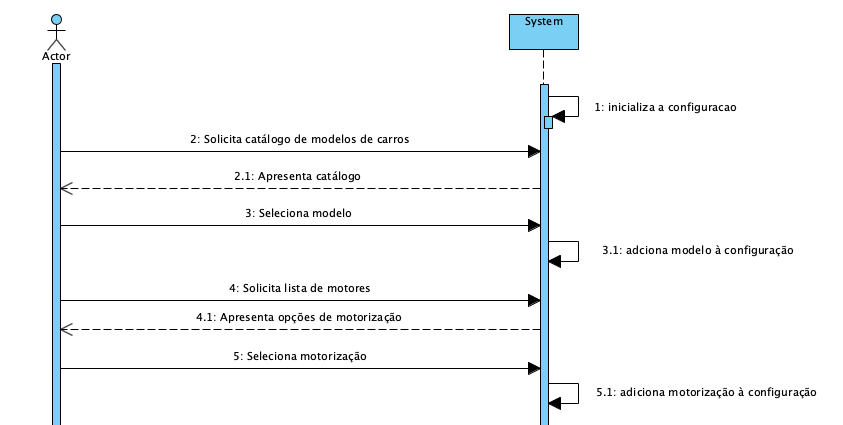 System
Actor
1: inicializa a configuracao
2: Solicita catálogo de modelos de carros
2.1: Apresenta catálogo
3: Seleciona modelo
3.1: adciona modelo à configuração
4: Solicita lista de motores
4.1: Apresenta opções de motorização
5: Seleciona motorização
5.1: adiciona motorização à configuração